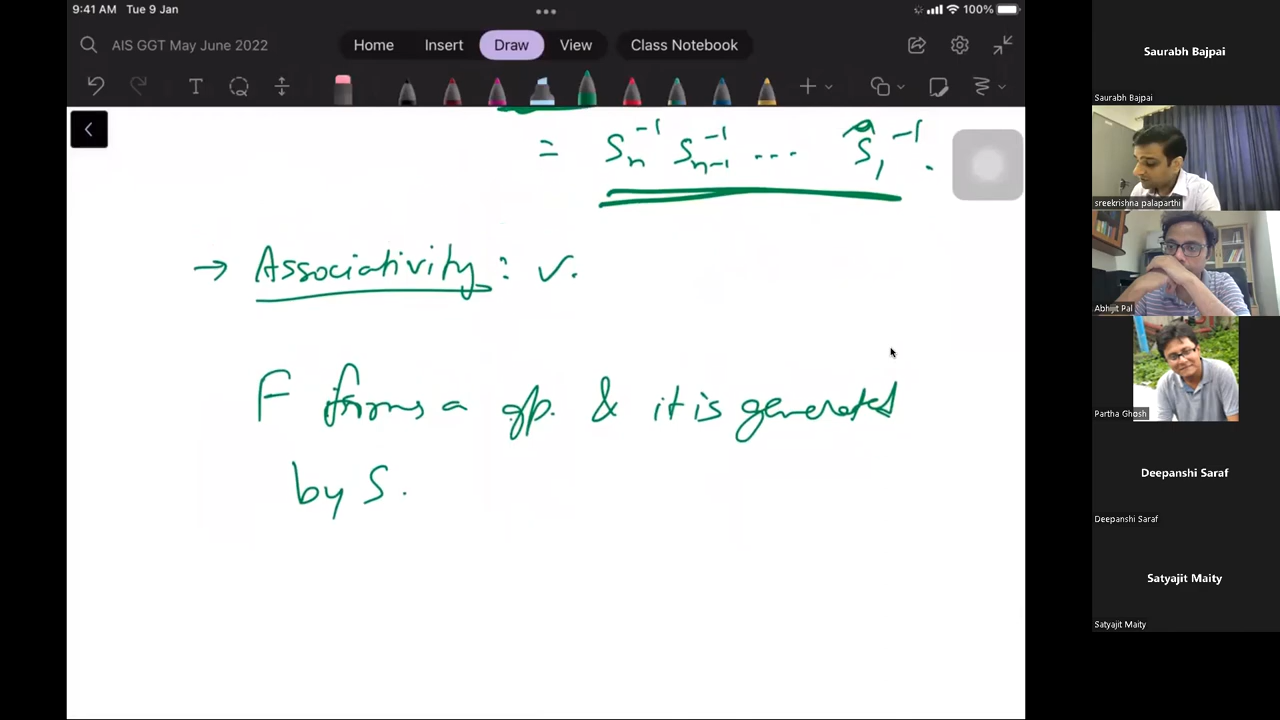 9:41 AM Tue 9 Jan
100%
AIS GGT May June 2022
Home Insert Draw View Class Notebook
= Sₙ⁻¹ Sₙ₋₁⁻¹ ... S₁⁻¹ .
→ Associativity : ✓.
F forms a gp. & it is generated
by S .
Saurabh Bajpai
Saurabh Bajpai
sreekrishna palaparthi
Abhijit Pal
Partha Ghosh
Deepanshi Saraf
Deepanshi Saraf
Satyajit Maity
Satyajit Maity